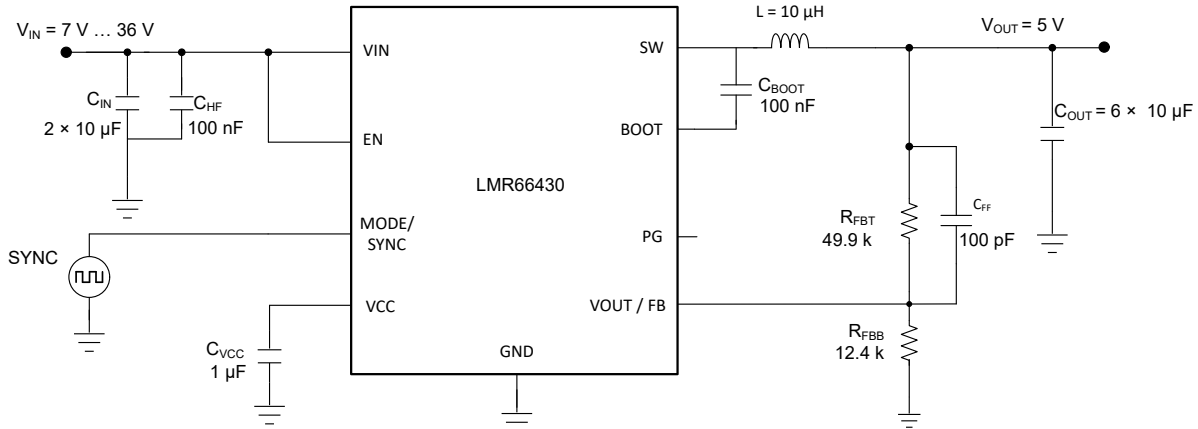 V_IN = 7 V … 36 V
C_IN
2 × 10 µF
C_HF
100 nF
VIN
EN
MODE/
SYNC
VCC
GND
LMR66430
SW
BOOT
PG
VOUT / FB
SYNC
C_VCC
1 µF
L = 10 µH
C_BOOT
100 nF
V_OUT = 5 V
C_OUT = 6 × 10 µF
R_FBT
49.9 k
C_FF
100 pF
R_FBB
12.4 k